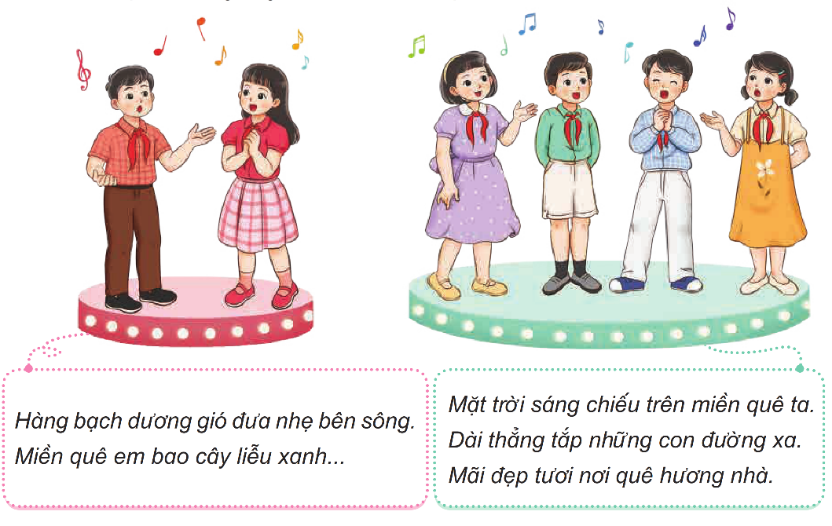 Hàng bạch dương gió đưa nhẹ bên sông.
Miền quê em bao cây liễu xanh...
Mặt trời sáng chiếu trên miền quê ta.
Dài thẳng tắp những con đường xa.
Mãi đẹp tươi nơi quê hương nhà.